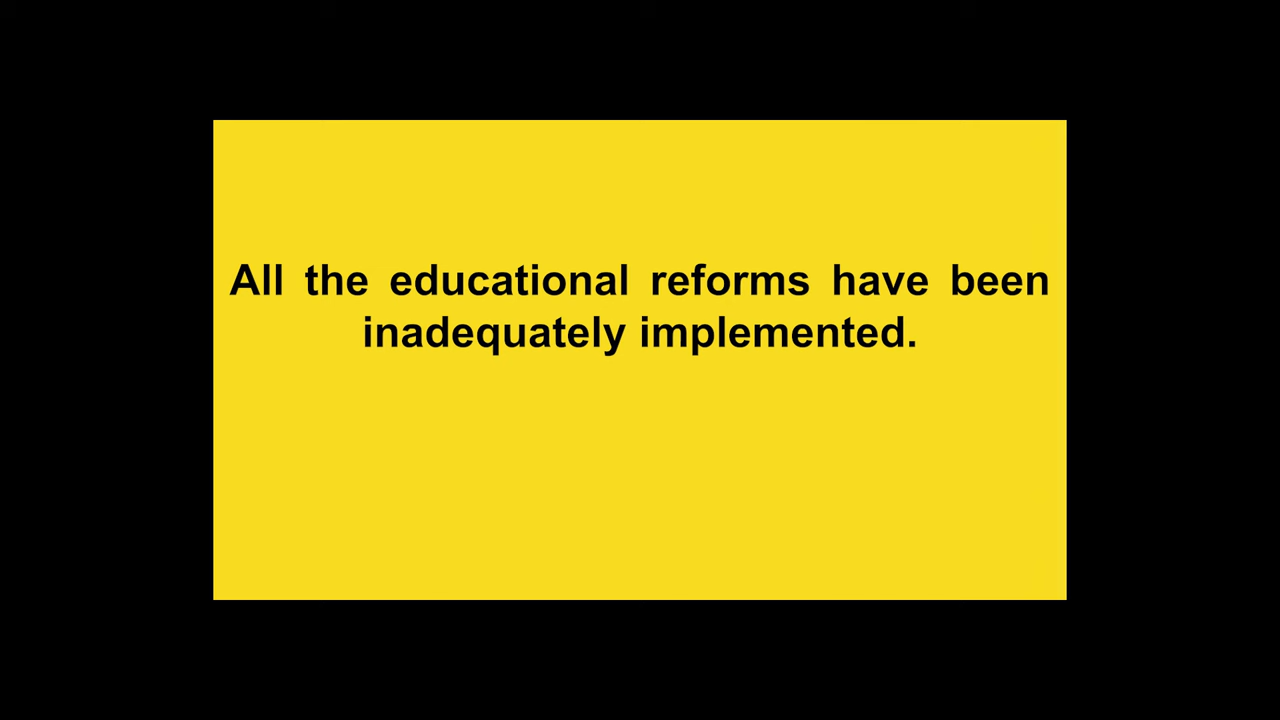 All the educational reforms have been
inadequately implemented.